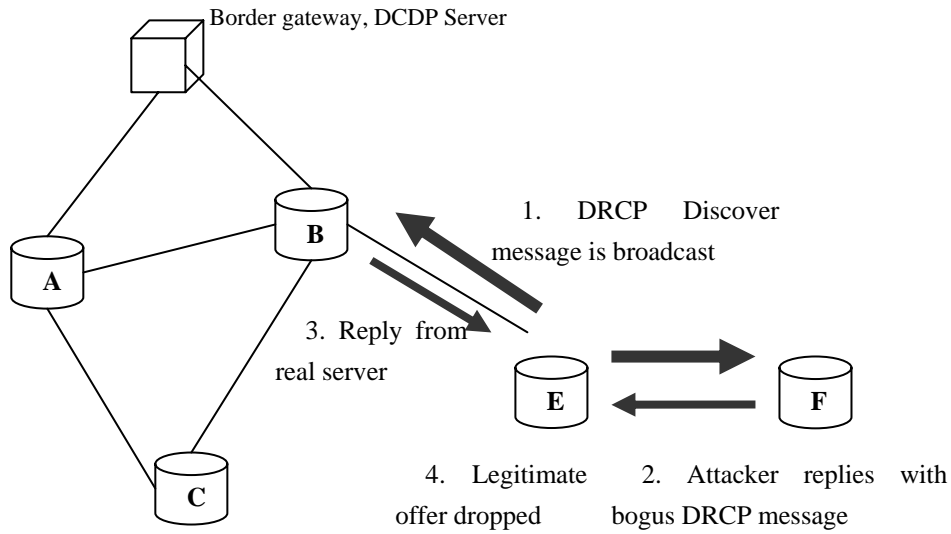 Border gateway, DCDP Server
B
1. DRCP Discover
message is broadcast
A
3. Reply from
real server
E
F
4. Legitimate
offer dropped
2. Attacker replies with
bogus DRCP message
C